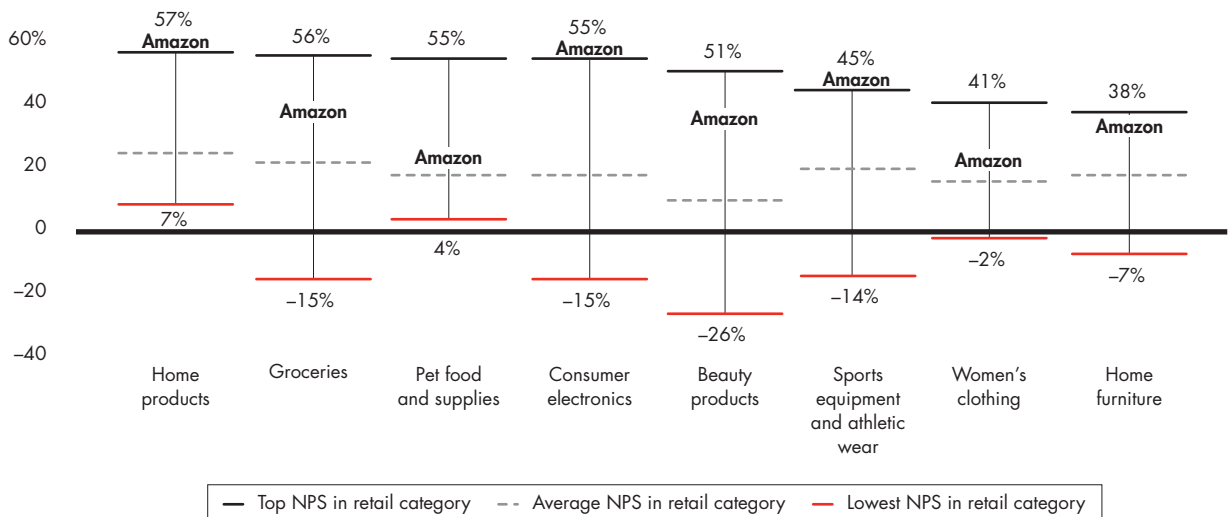 57%
Amazon
56%
55%
55%
Amazon
51%
45%
Amazon
41%
38%
60%
40
20
0
–20
–40
Amazon
Amazon
Amazon
Amazon
Amazon
7%
–15%
4%
–15%
–26%
–14%
–2%
–7%
Home
products
Groceries
Pet food
and supplies
Consumer
electronics
Beauty
products
Sports
equipment
and athletic
wear
Women’s
clothing
Home
furniture
Top NPS in retail category
Average NPS in retail category
Lowest NPS in retail category